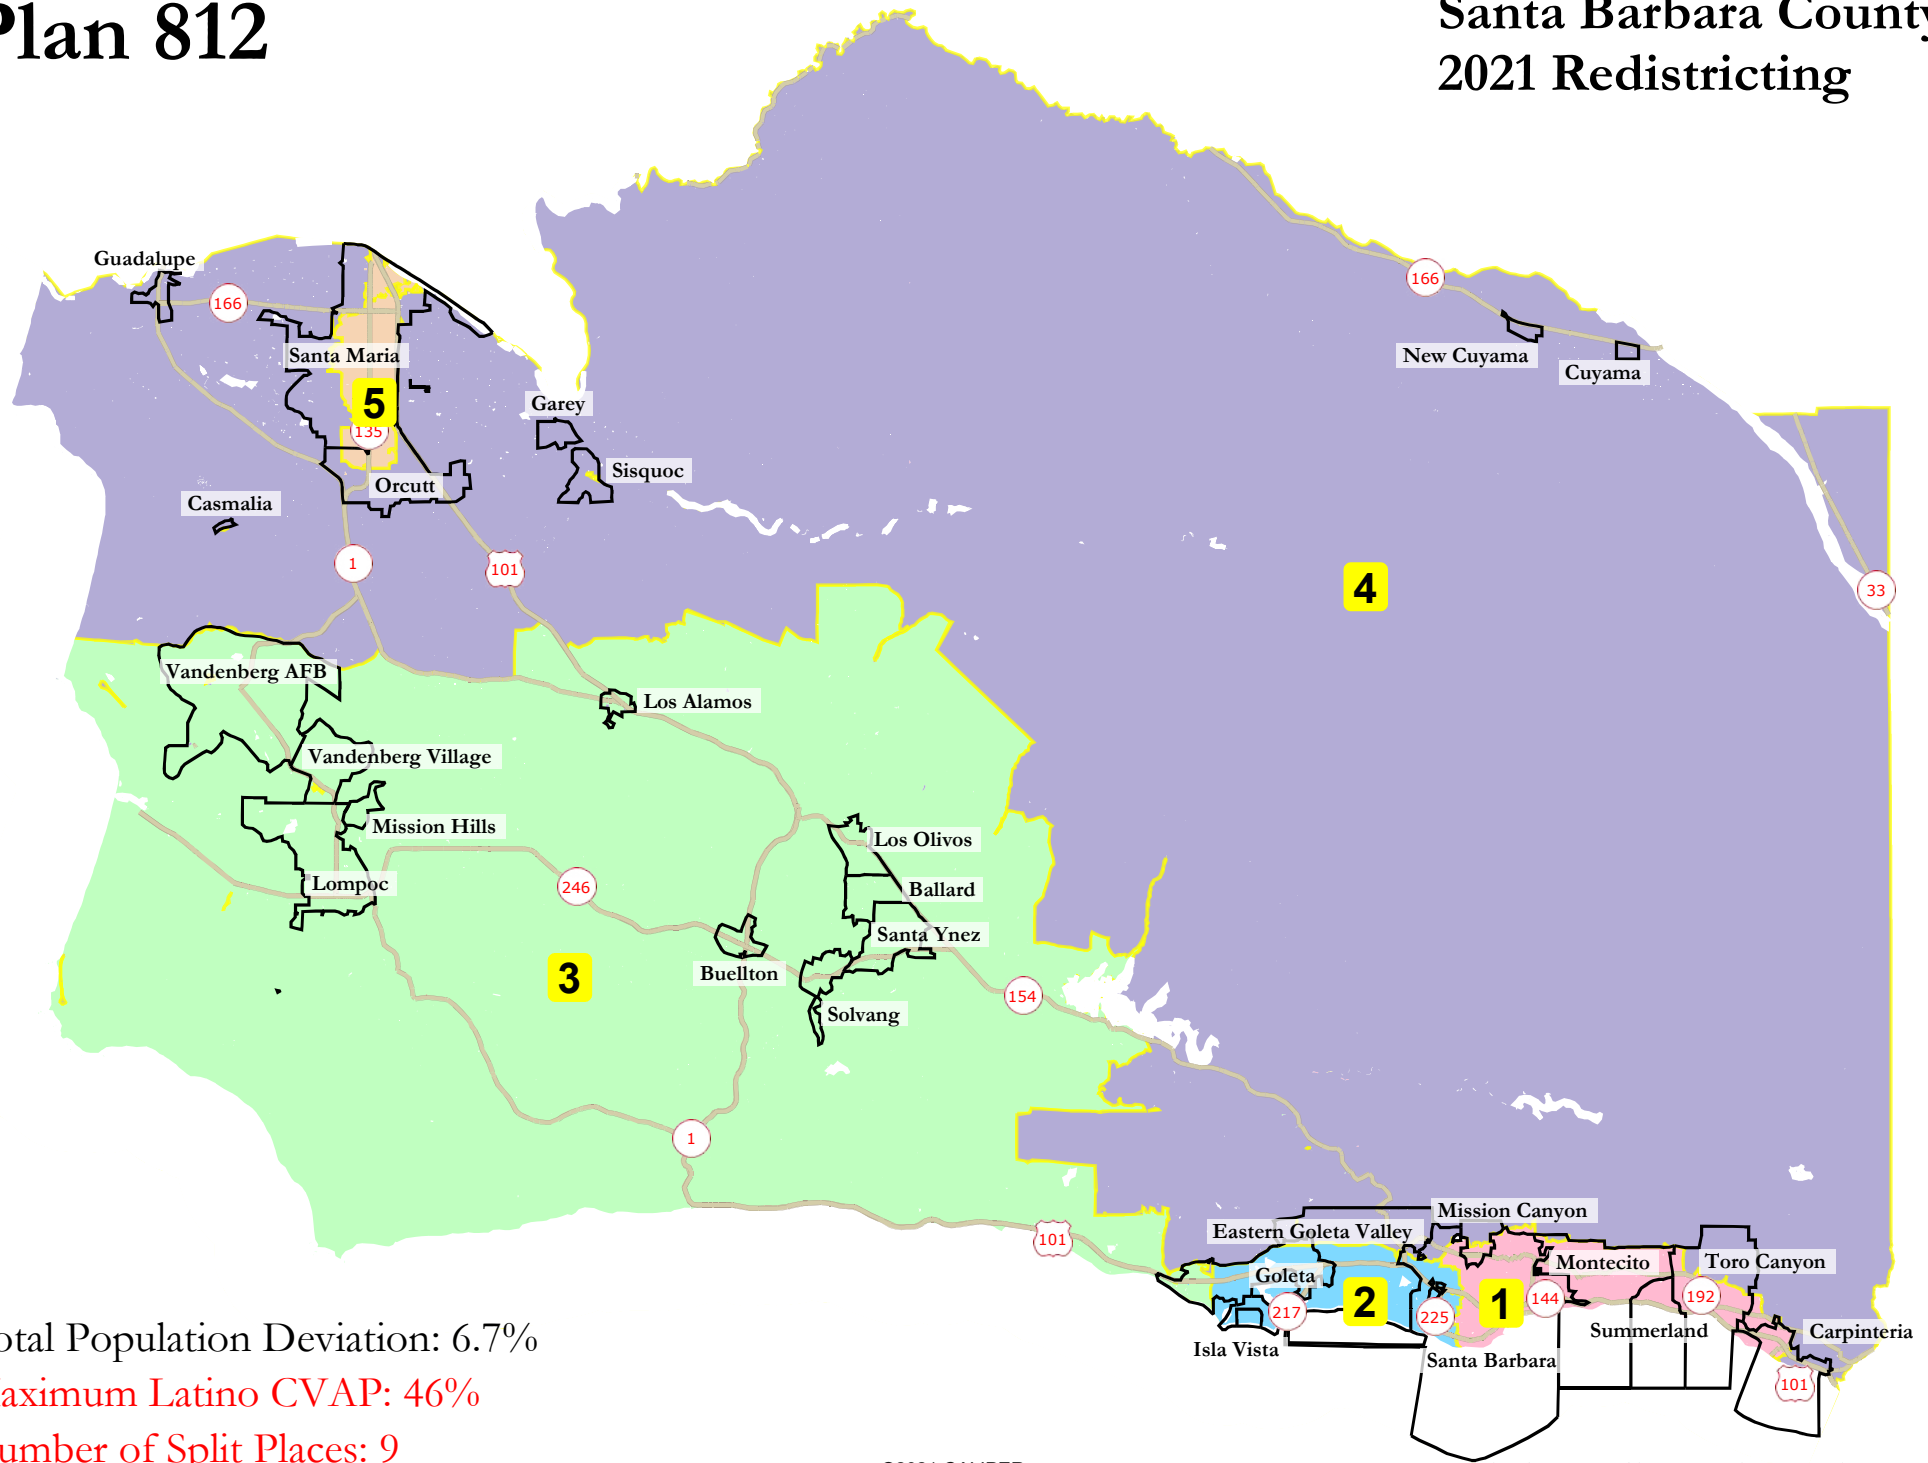 Plan 812
Santa Barbara County
2021 Redistricting
Guadalupe
166
Santa Maria
5
135
Orcutt
Garey
Sisquoc
Casmalia
1
101
166
New Cuyama
Cuyama
4
33
Vandenberg AFB
Los Alamos
Vandenberg Village
Mission Hills
Lompoc
246
Los Olivos
Ballard
Santa Ynez
Buellton
3
Solvang
154
1
101
Mission Canyon
Eastern Goleta Valley
Goleta
Montecito
Toro Canyon
217
2
225
1
144
192
Isla Vista
Santa Barbara
Summerland
Carpinteria
101
Total Population Deviation: 6.7%
Maximum Latino CVAP: 46%
Number of Split Places: 9